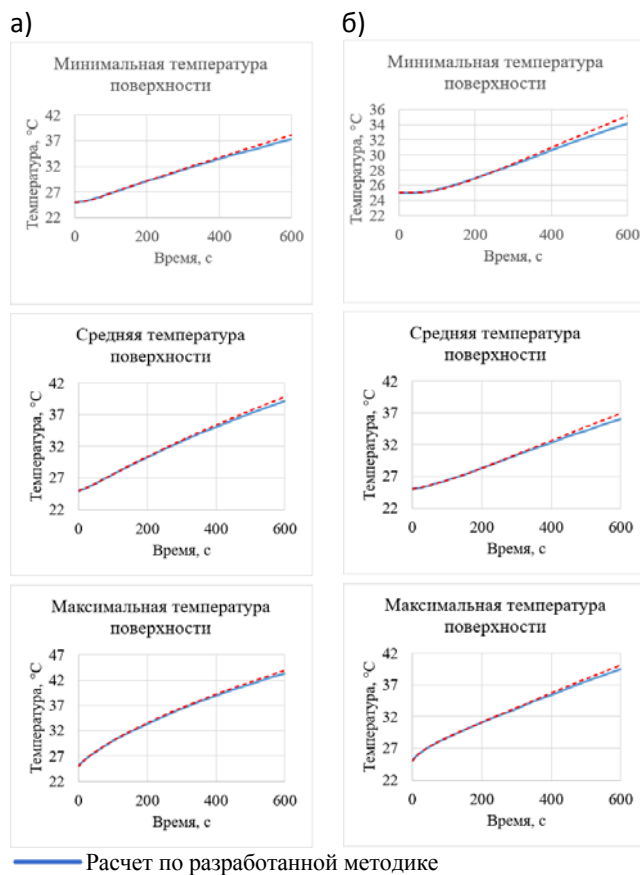 а)
Минимальная температура
поверхности
Температура, °C
42
37
32
27
22
0 200 400 600
Время, с
б)
Минимальная температура
поверхности
Температура, °C
36
34
32
30
28
26
24
22
0 200 400 600
Время, с
Средняя температура
поверхности
Температура, °C
42
37
32
27
22
0 200 400 600
Время, с
Средняя температура
поверхности
Температура, °C
42
37
32
27
22
0 200 400 600
Время, с
Максимальная температура
поверхности
Температура, °C
47
42
37
32
27
22
0 200 400 600
Время, с
Максимальная температура
поверхности
Температура, °C
42
37
32
27
22
0 200 400 600
Время, с
Расчет по разработанной методике